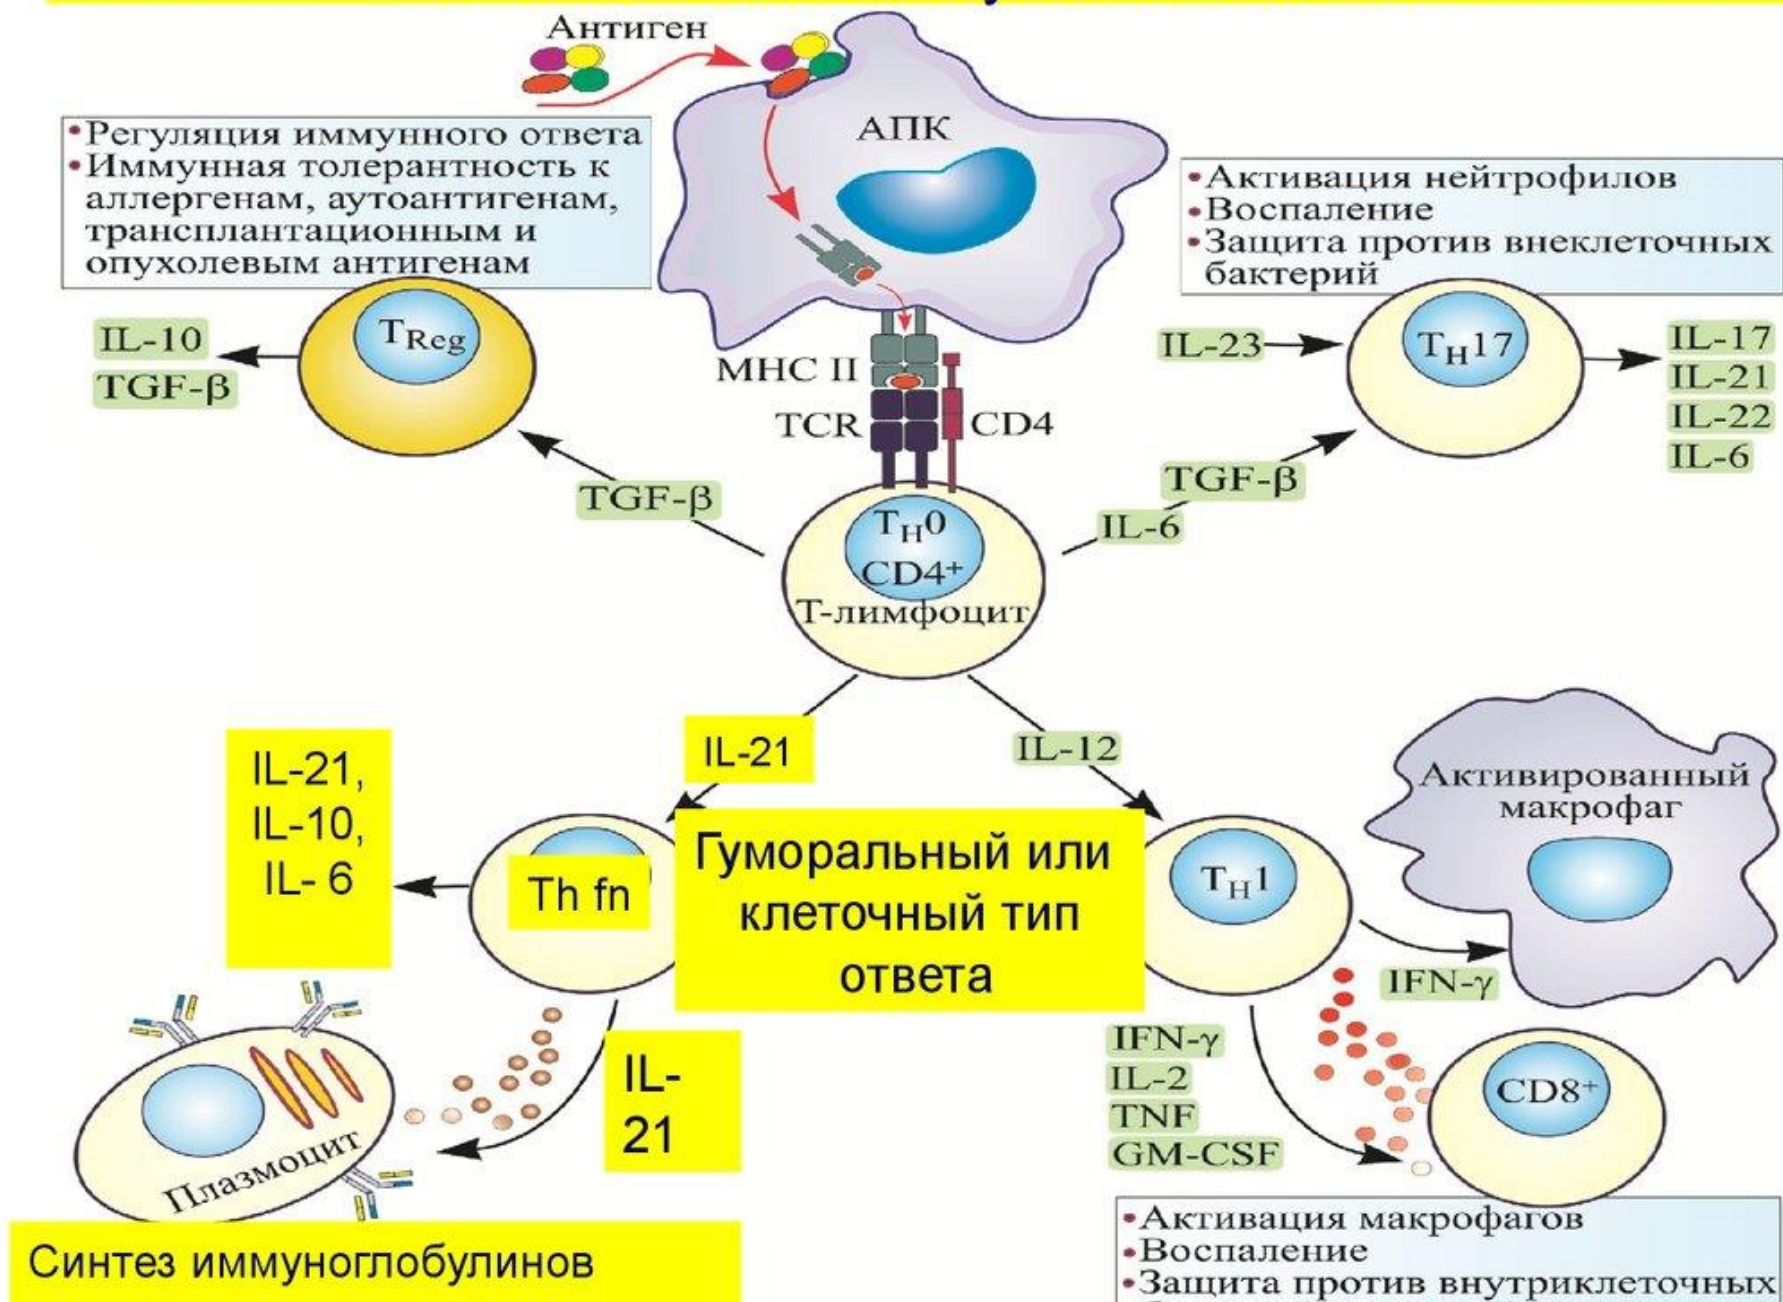 Антиген
•Регуляция иммунного ответа
•Иммунная толерантность к
аллергенам, аутоантигенам,
трансплантационным и
опухолевым антигенам
АПК
•Активация нейтрофилов
•Воспаление
•Защита против внеклеточных
бактерий
IL-10
TGF-β
TReg
MHC II
TCR
CD4
IL-23
TH17
IL-17
IL-21
IL-22
IL-6
TGF-β
TGF-β
IL-6
TH0
CD4+
Т-лимфоцит
IL-21,
IL-10,
IL- 6
IL-21
IL-12
Th fn
Гуморальный или
клеточный тип
ответа
TH1
Активированный
макрофаг
IFN-γ
IL-
21
Плазмоцит
IFN-γ
IL-2
TNF
GM-CSF
CD8+
Синтез иммуноглобулинов
•Активация макрофагов
•Воспаление
•Защита против внутриклеточных